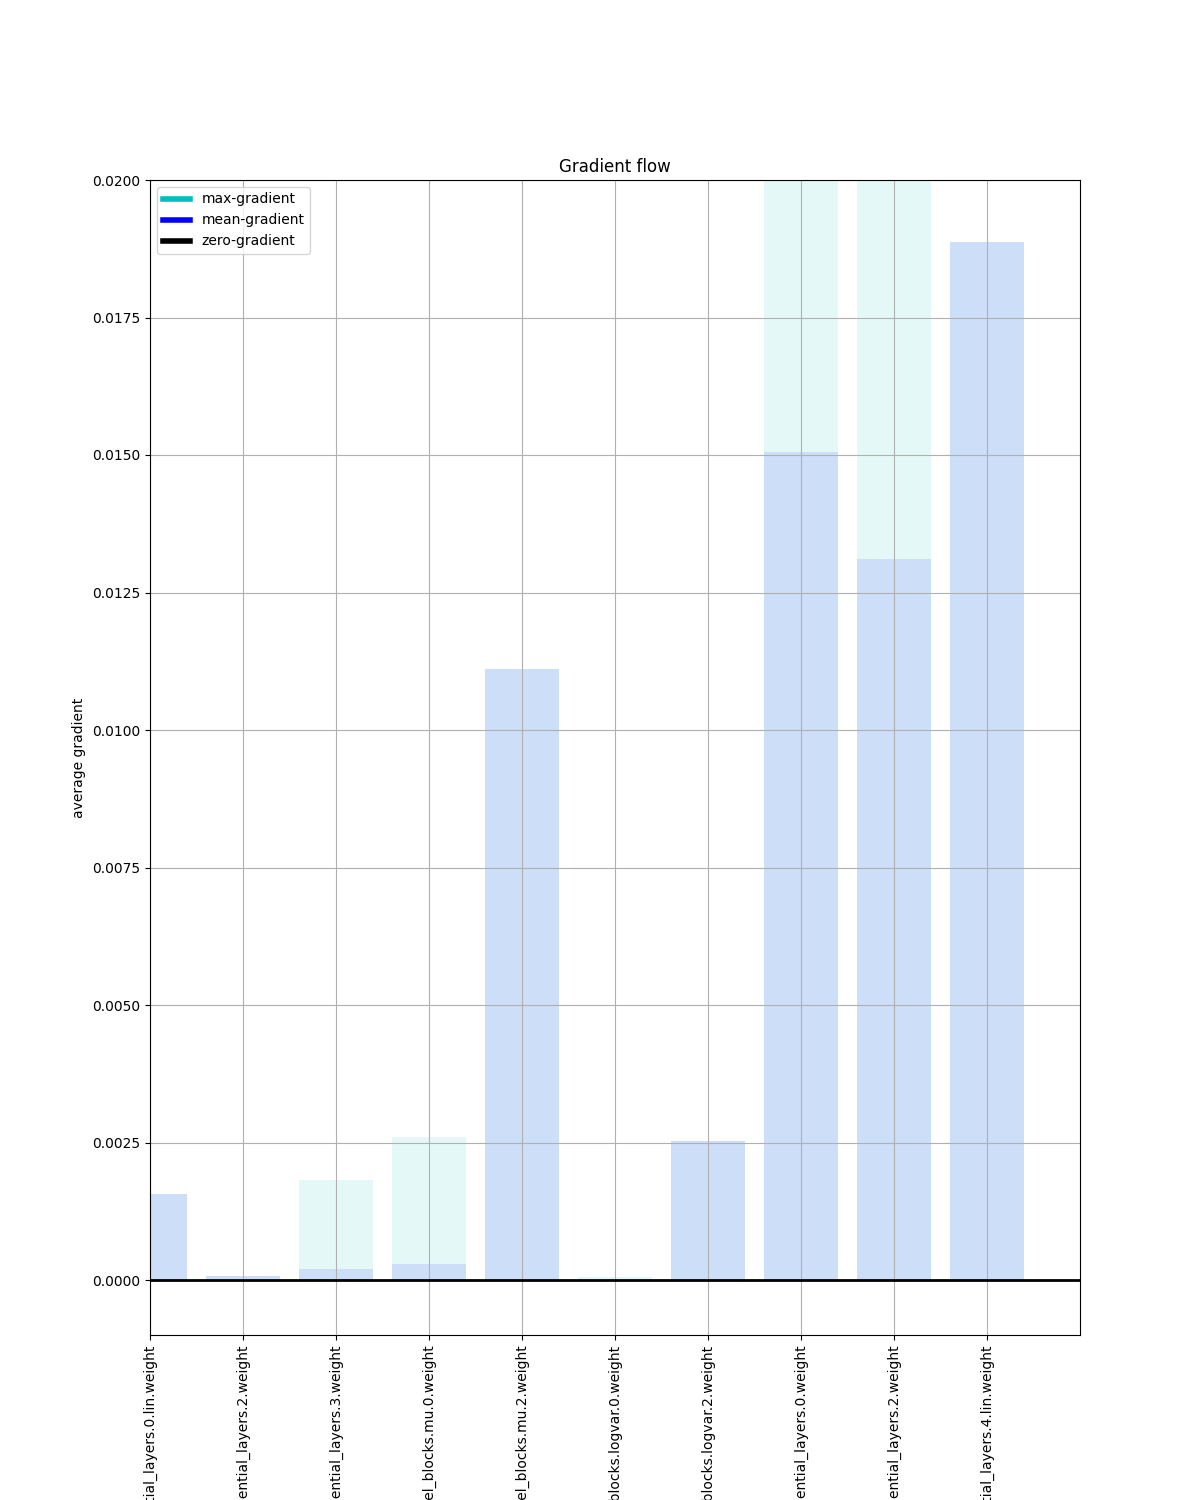 Gradient flow
max-gradient
mean-gradient
zero-gradient
0.0200
0.0175
0.0150
0.0125
0.0100
0.0075
0.0050
0.0025
0.0000
average gradient
tial_layers.0.lin.weight
ential_layers.2.weight
ential_layers.3.weight
el_blocks.mu.0.weight
el_blocks.mu.2.weight
blocks.logvar.0.weight
blocks.logvar.2.weight
ential_layers.0.weight
ential_layers.2.weight
tial_layers.4.lin.weight